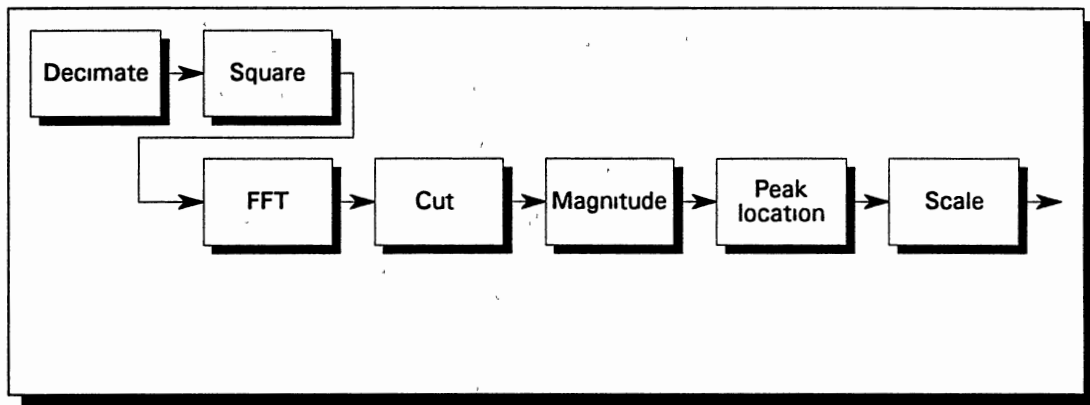 Decimate
Square
FFT
Cut
Magnitude
Peak
location
Scale